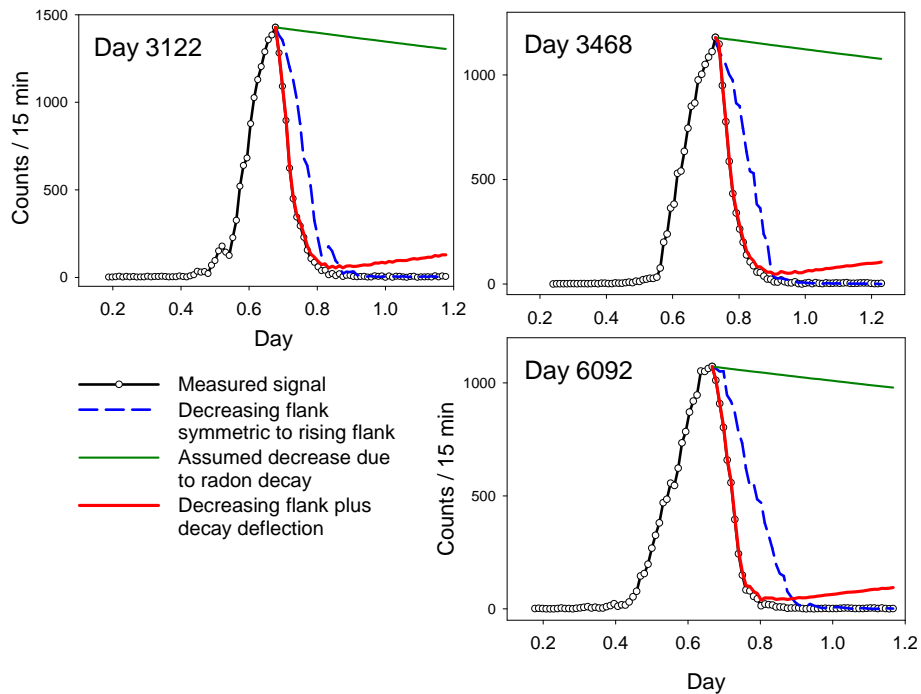 Day 3122
1500
1000
500
0
Counts / 15 min
0.2 0.4 0.6 0.8 1.0 1.2
Day
Day 3468
1000
500
0
0.2 0.4 0.6 0.8 1.0 1.2
Measured signal
Decreasing flank
symmetric to rising flank
Assumed decrease due
to radon decay
Decreasing flank plus
decay deflection
Day 6092
1000
500
0
Counts / 15 min
0.2 0.4 0.6 0.8 1.0 1.2
Day